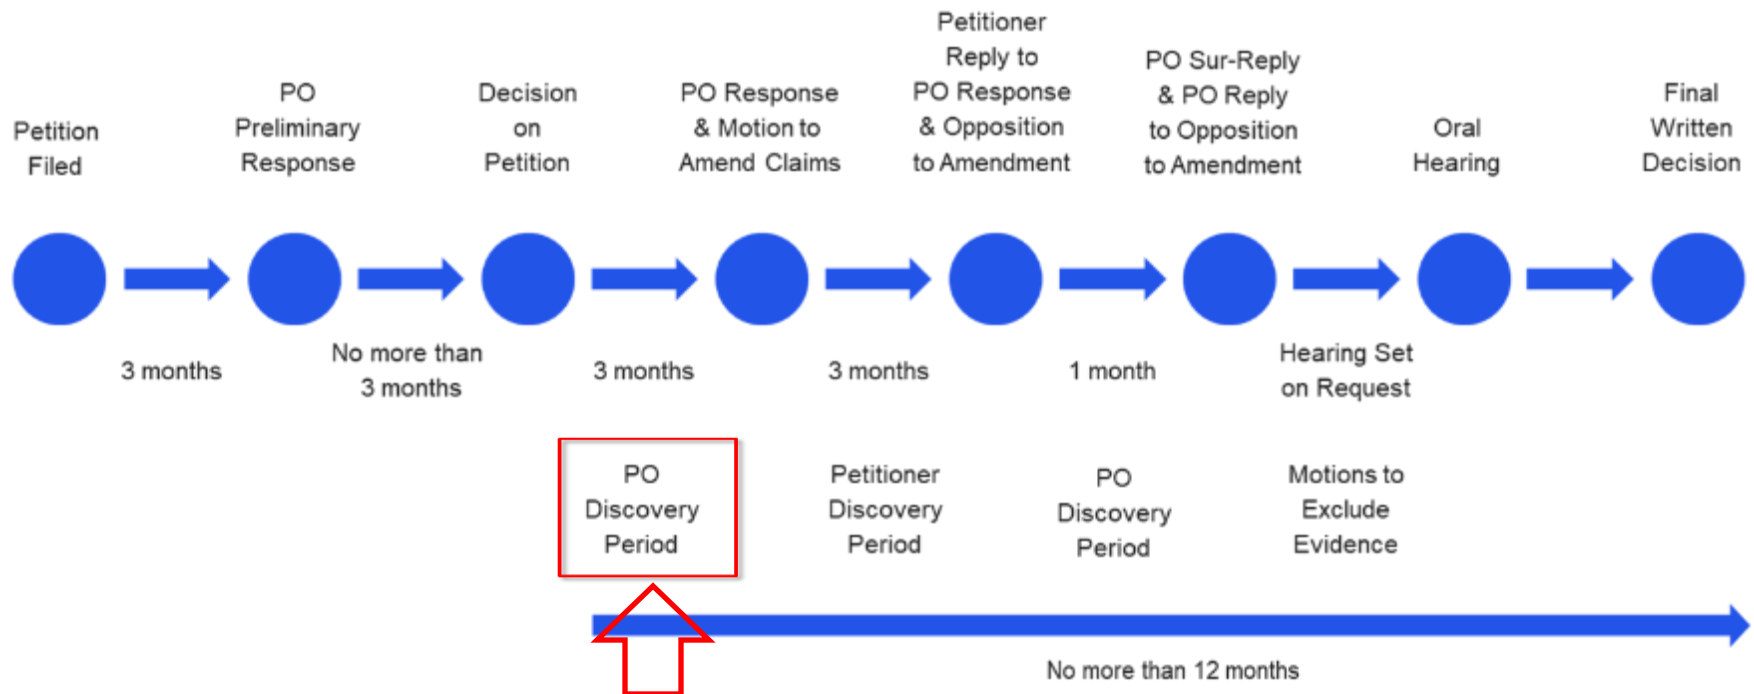 Petition
Filed
PO
Preliminary
Response
Decision
on
Petition
PO Response
& Motion to
Amend Claims
Petitioner
Reply to
PO Response
& Opposition
to Amendment
PO Sur-Reply
& PO Reply
to Opposition
to Amendment
Oral
Hearing
Final
Written
Decision
3 months
No more than
3 months
3 months
3 months
1 month
Hearing Set
on Request
PO
Discovery
Period
Petitioner
Discovery
Period
PO
Discovery
Period
Motions to
Exclude
Evidence
No more than 12 months